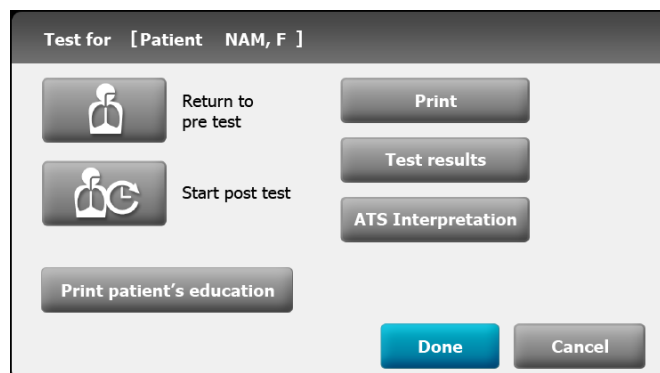 Test for [Patient NAM, F ]
Return to
pre test
Print
Test results
Start post test
ATS Interpretation
Print patient’s education
Done
Cancel